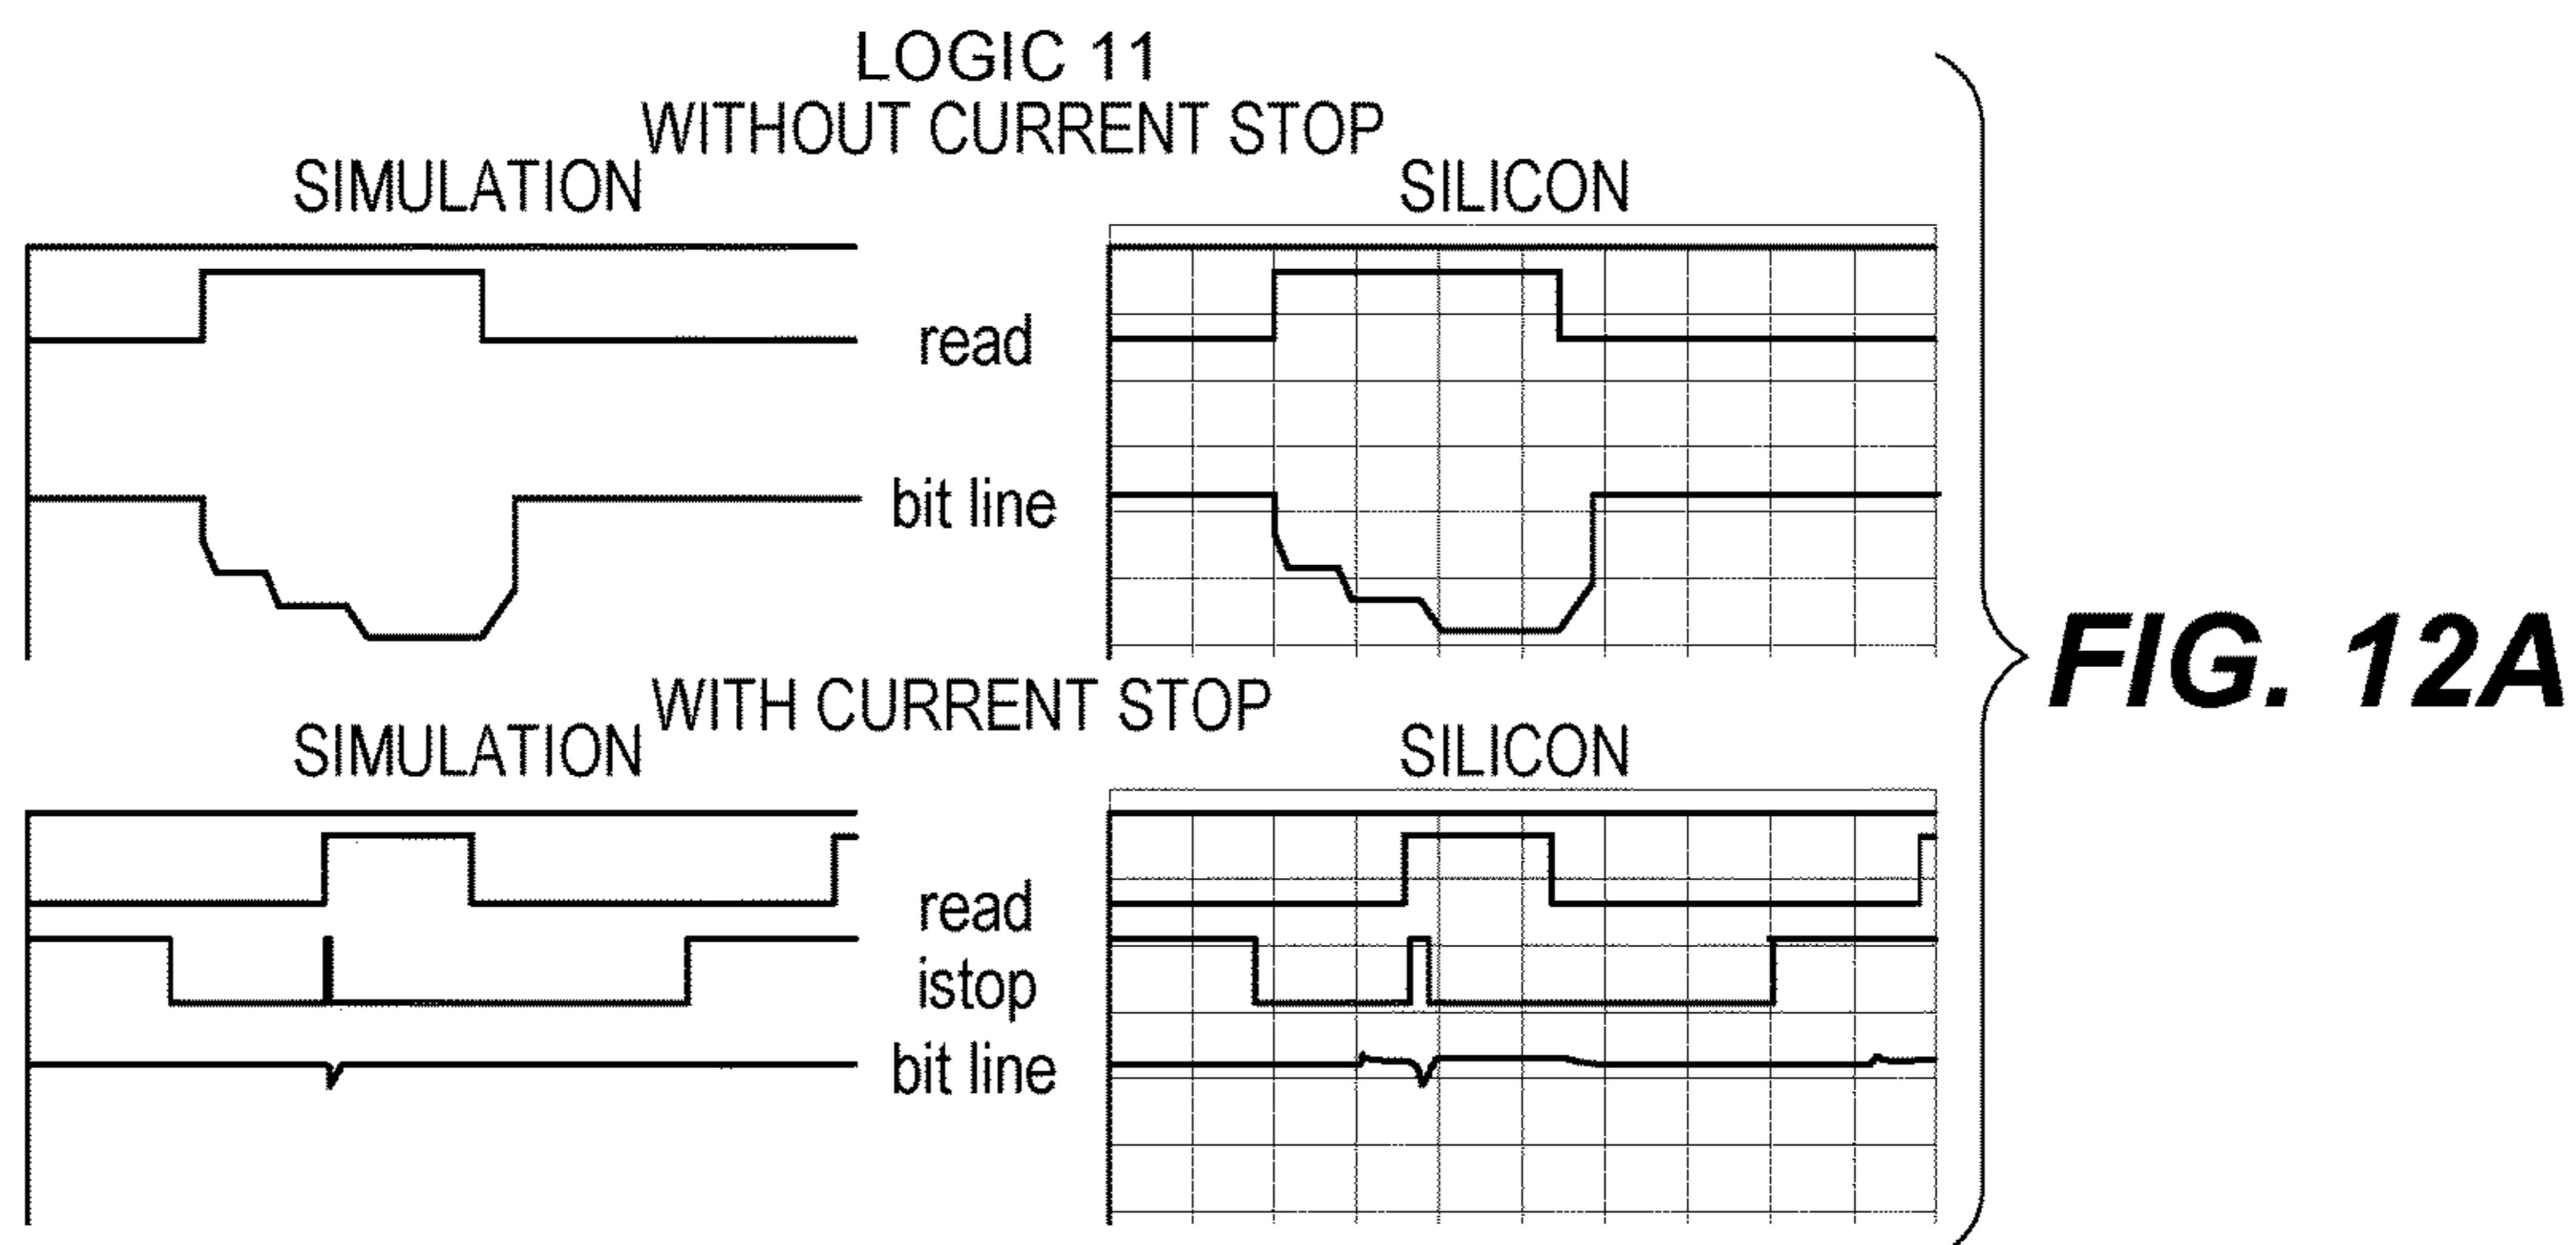 LOGIC 11
WITHOUT CURRENT STOP
SIMULATION
SILICON
read
bit line
WITH CURRENT STOP
SIMULATION
SILICON
read
istop
bit line
FIG. 12A